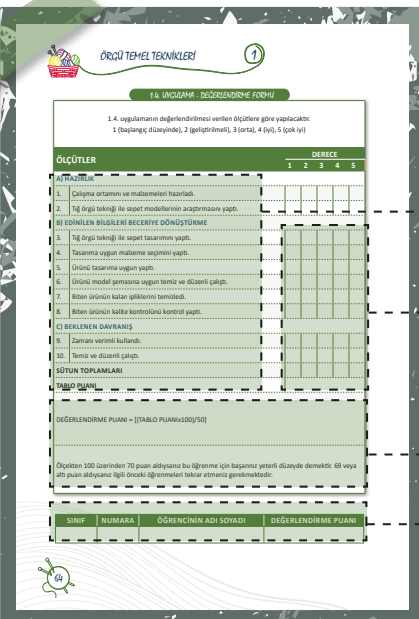 ÖRGÜ TEMEL TEKNİKLERİ
1
1.4. UYGULAMA - DEĞERLENDİRME FORMU
1.4. uygulamanın değerlendirilmesi verilen ölçütlere göre yapılacaktır.
1 (başlangıç düzeyinde), 2 (geliştirilmeli), 3 (orta), 4 (iyi), 5 (çok iyi)
ÖLÇÜTLER
DERECE
1 2 3 4 5
A) HAZIRLIK
1. Çalışma ortamını ve malzemeleri hazırladı.
2. Tığ örgü tekniği ile sepet modellerinin araştırmasını yaptı.
B) EDİNİLEN BİLGİLERİ BECERİYE DÖNÜŞTÜRME
3. Tığ örgü tekniği ile sepet tasarımını yaptı.
4. Tasarıma uygun malzeme seçimini yaptı.
5. Ürünü tasarıma uygun yaptı.
6. Ürünü model şemasına uygun temiz ve düzenli çalıştı.
7. Biten ürünün kalan ipliklerini temizledi.
8. Biten ürünün kalite kontrolünü kontrol yaptı.
C) BEKLENEN DAVRANIŞ
9. Zamanı verimli kullandı.
10. Temiz ve düzenli çalıştı.
SÜTUN TOPLAMLARI
TABLO PUANI
DEĞERLENDİRME PUANI = [(TABLO PUANIx100)/50]
Ölçekten 100 üzerinden 70 puan aldıysanız bu öğrenme için başarınız yeterli düzeyde demektir. 69 veya
altı puan aldıysanız ilgili önceki öğrenmeleri tekrar etmeniz gerekmektedir.
SINIF NUMARA ÖĞRENCİNİN ADI SOYADI DEĞERLENDİRME PUANI
64